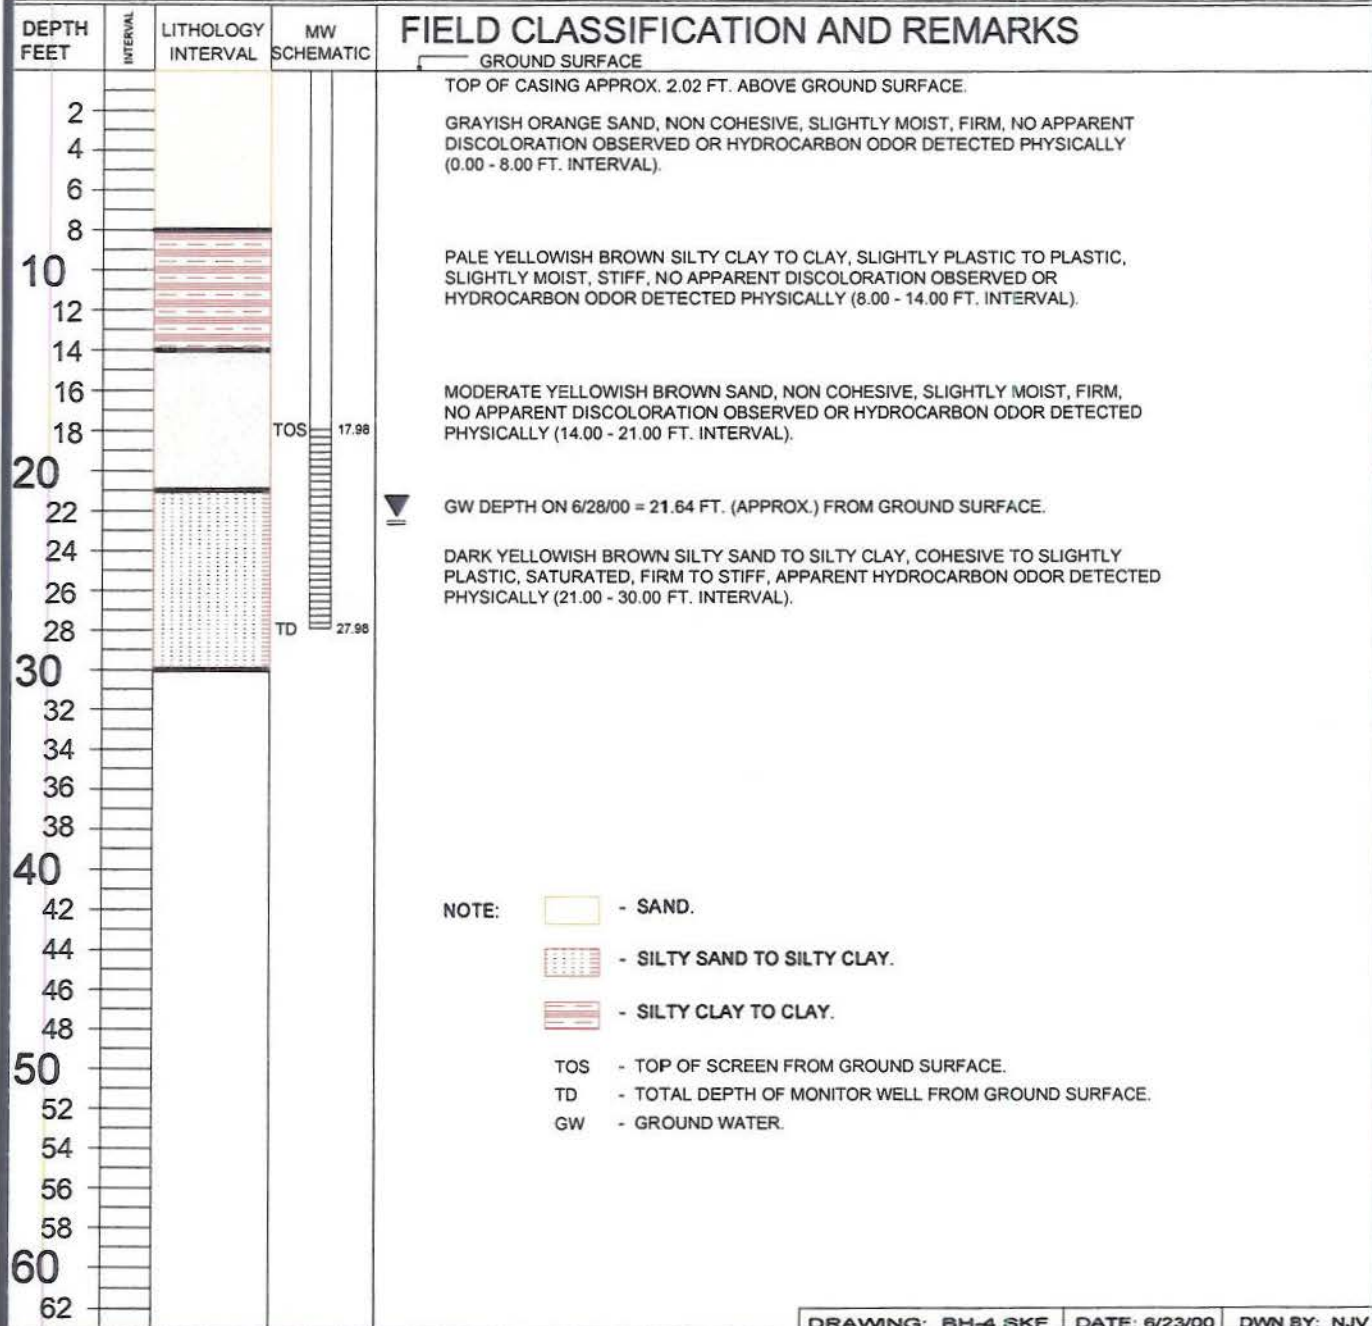 DEPTH FEET
INTERVAL
LITHOLOGY INTERVAL
MW SCHEMATIC
FIELD CLASSIFICATION AND REMARKS
GROUND SURFACE
TOP OF CASING APPROX. 2.02 FT. ABOVE GROUND SURFACE.
2
GRAYISH ORANGE SAND, NON COHESIVE, SLIGHTLY MOIST, FIRM, NO APPARENT
DISCOLORATION OBSERVED OR HYDROCARBON ODOR DETECTED PHYSICALLY
(0.00 - 8.00 FT. INTERVAL).
4
6
8
PALE YELLOWISH BROWN SILTY CLAY TO CLAY, SLIGHTLY PLASTIC TO PLASTIC,
SLIGHTLY MOIST, STIFF, NO APPARENT DISCOLORATION OBSERVED OR
HYDROCARBON ODOR DETECTED PHYSICALLY (8.00 - 14.00 FT. INTERVAL).
10
12
14
16
MODERATE YELLOWISH BROWN SAND, NON COHESIVE, SLIGHTLY MOIST, FIRM,
NO APPARENT DISCOLORATION OBSERVED OR HYDROCARBON ODOR DETECTED
PHYSICALLY (14.00 - 21.00 FT. INTERVAL).
18
TOS 17.98
20
22
GW DEPTH ON 6/28/00 = 21.64 FT. (APPROX.) FROM GROUND SURFACE.
24
DARK YELLOWISH BROWN SILTY SAND TO SILTY CLAY, COHESIVE TO SLIGHTLY
PLASTIC, SATURATED, FIRM TO STIFF, APPARENT HYDROCARBON ODOR DETECTED
PHYSICALLY (21.00 - 30.00 FT. INTERVAL).
26
28
TD 27.98
30
32
34
36
38
40
42
NOTE: - SAND.
44
- SILTY SAND TO SILTY CLAY.
46
48
- SILTY CLAY TO CLAY.
50
TOS - TOP OF SCREEN FROM GROUND SURFACE.
52
TD - TOTAL DEPTH OF MONITOR WELL FROM GROUND SURFACE.
GW - GROUND WATER.
54
56
58
60
62
DRAWING: BH-4.SKF DATE: 6/23/00 DWN BY: NJV